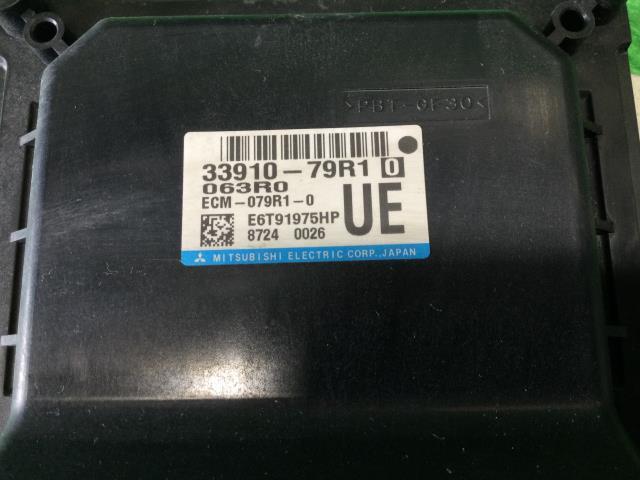 >PBT-GF30<
33910-79R1 0
063R0
ECM-079R1-0
UE
E6T91975HP
8724 0026
MITSUBISHI ELECTRIC CORP., JAPAN